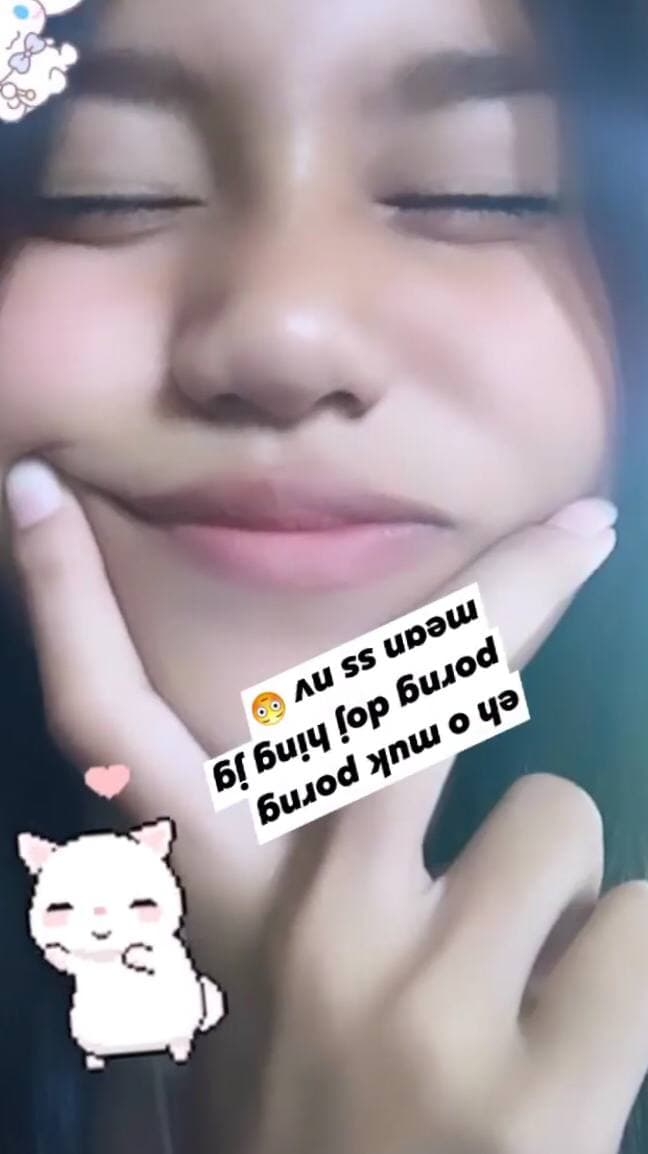 eh o muk porng
porng doj hing jg
mean ss nv 😳